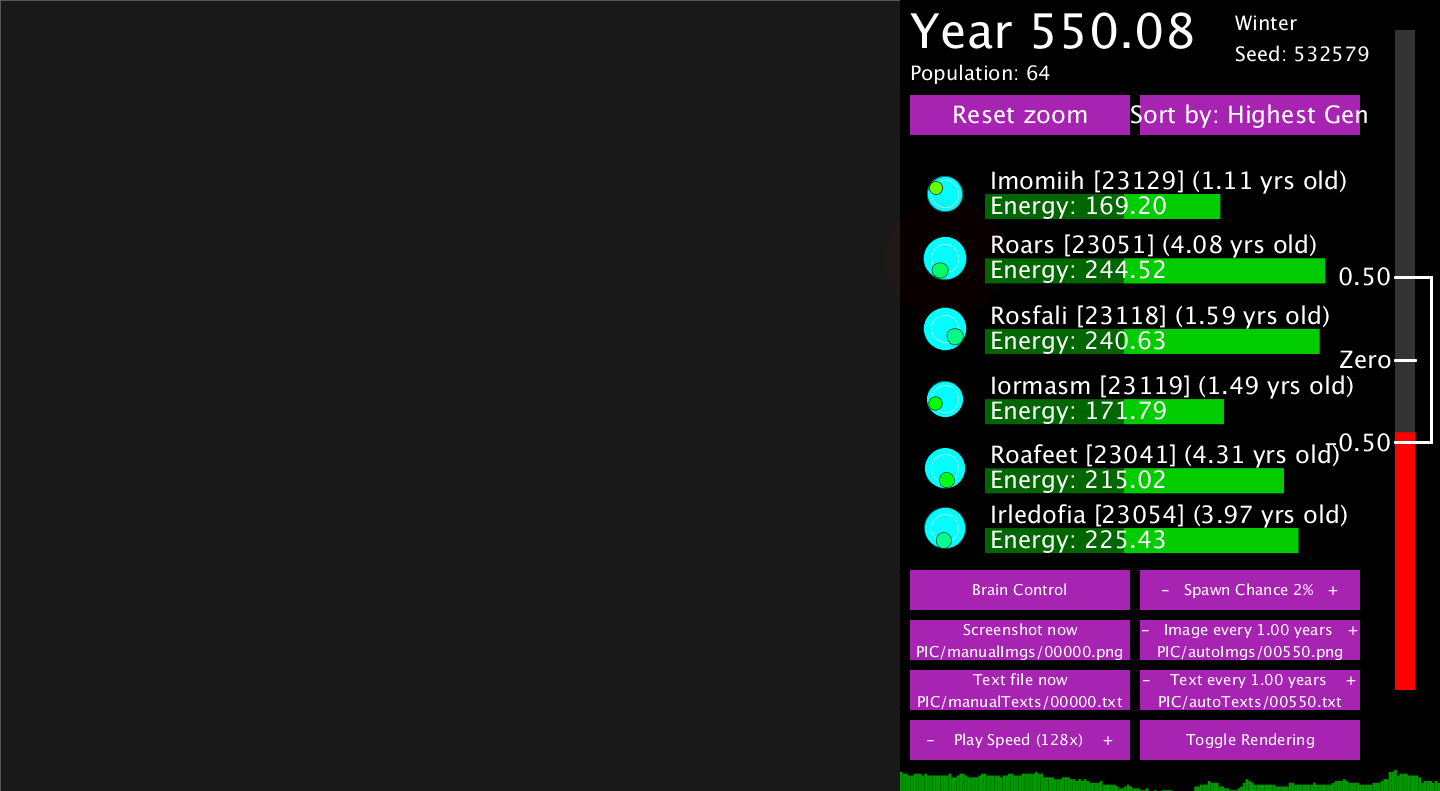 Year 550.08
Winter
Seed: 532579
Population: 64
Reset zoom
Sort by: Highest Gen
Imomiih [23129] (1.11 yrs old)
Energy: 169.20
Roars [23051] (4.08 yrs old)
Energy: 244.52
0.50
Rosfali [23118] (1.59 yrs old)
Energy: 240.63
Zero
Iormasm [23119] (1.49 yrs old)
Energy: 171.79
-0.50
Roafeet [23041] (4.31 yrs old)
Energy: 215.02
Irledofia [23054] (3.97 yrs old)
Energy: 225.43
Brain Control
- Spawn Chance 2% +
Screenshot now
PIC/manualImgs/00000.png
- Image every 1.00 years +
PIC/autoImgs/00550.png
Text file now
PIC/manualTexts/00000.txt
- Text every 1.00 years +
PIC/autoTexts/00550.txt
- Play Speed (128x) +
Toggle Rendering